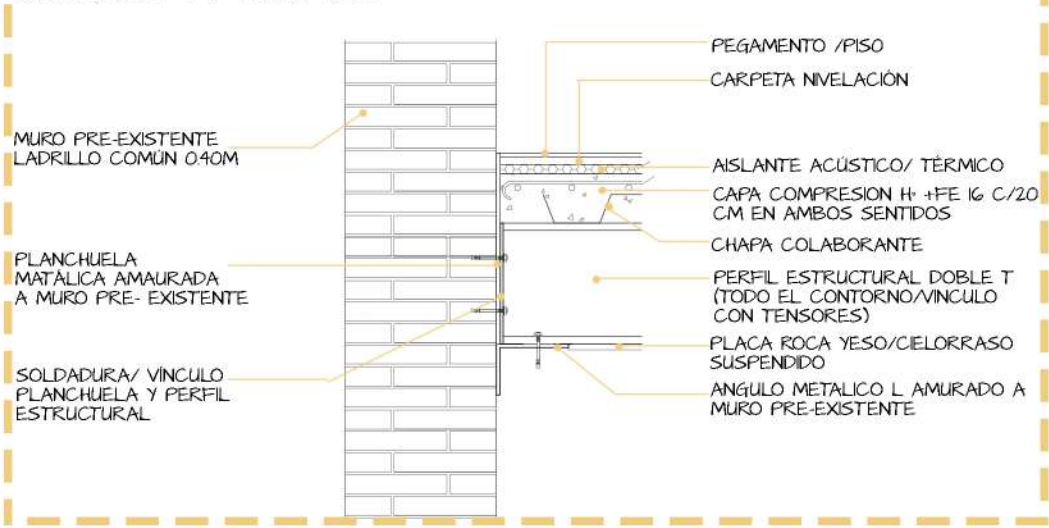 MURO PRE-EXISTENTE
LADRILLO COMÚN 0.40M
PLANCHUELA
MATÁLICA AMAURADA
A MURO PRE- EXISTENTE
SOLDADURA/ VÍNCULO
PLANCHUELA Y PERFIL
ESTRUCTURAL
PEGAMENTO /PISO
CARPETA NIVELACIÓN
AISLANTE ACÚSTICO/ TÉRMICO
CAPA COMPRESION Hº +FE 16 C/20
CM EN AMBOS SENTIDOS
CHAPA COLABORANTE
PERFIL ESTRUCTURAL DOBLE T
(TODO EL CONTORNO/VINCULO
CON TENSORES)
PLACA ROCA YESO/CIELORRASO
SUSPENDIDO
ANGULO METALICO L AMURADO A
MURO PRE-EXISTENTE